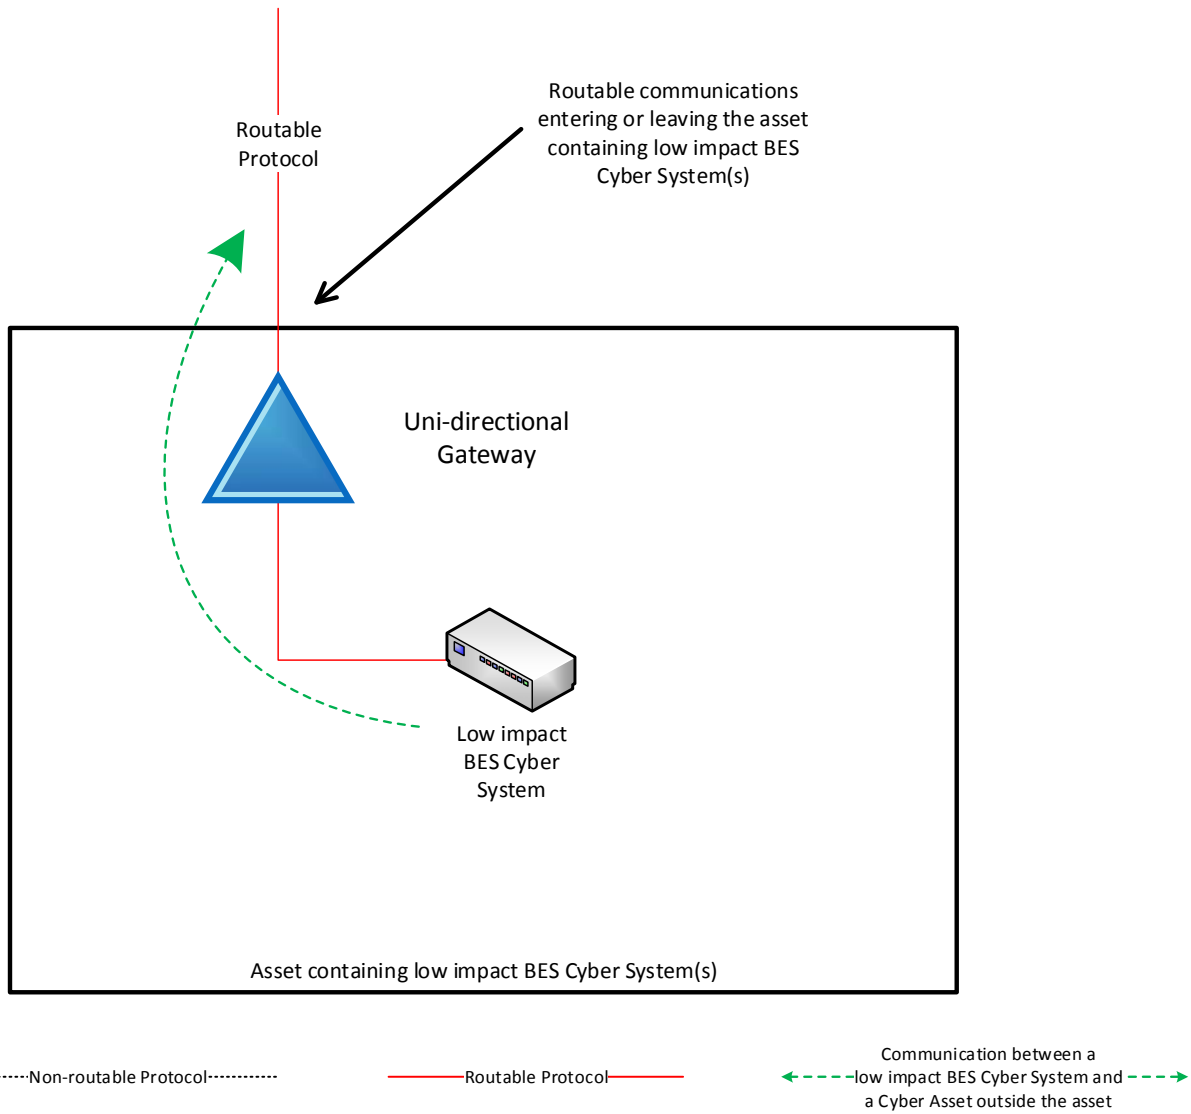 Routable communications
entering or leaving the asset
containing low impact BES
Cyber System(s)
Routable
Protocol
Uni-directional
Gateway
Low impact
BES Cyber
System
Asset containing low impact BES Cyber System(s)
Non-routable Protocol
Routable Protocol
Communication between a
low impact BES Cyber System and
a Cyber Asset outside the asset